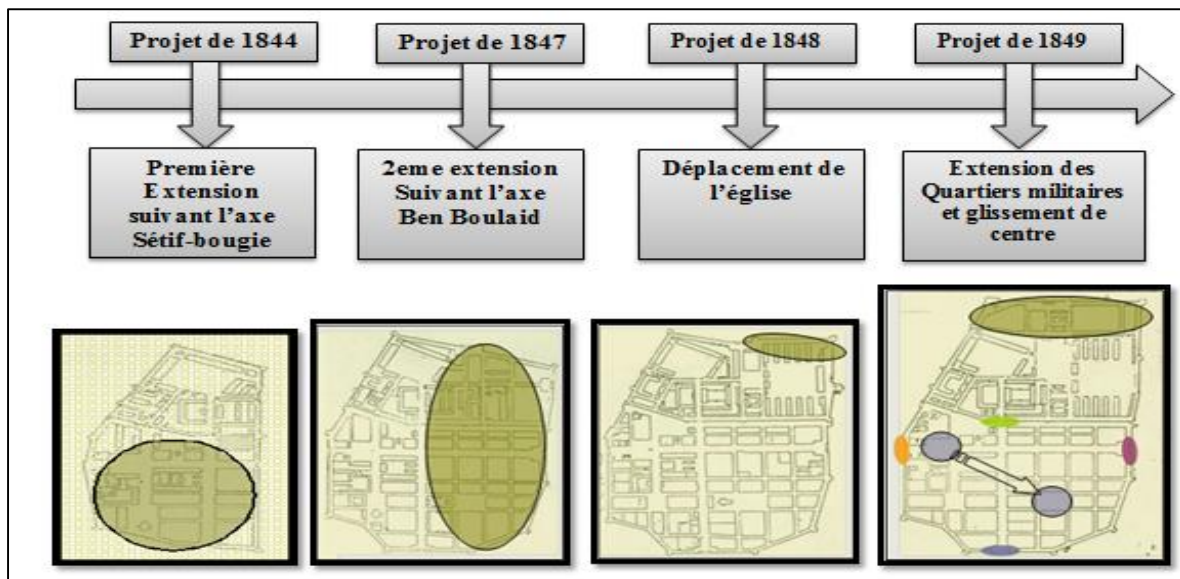 Projet de 1844
Projet de 1847
Projet de 1848
Projet de 1849
Première
Extension
suivant l’axe
Sétif-bougie
2eme extension
Suivant l’axe
Ben Boulaid
Déplacement de
l’église
Extension des
Quartiers militaires
et glissement de
centre